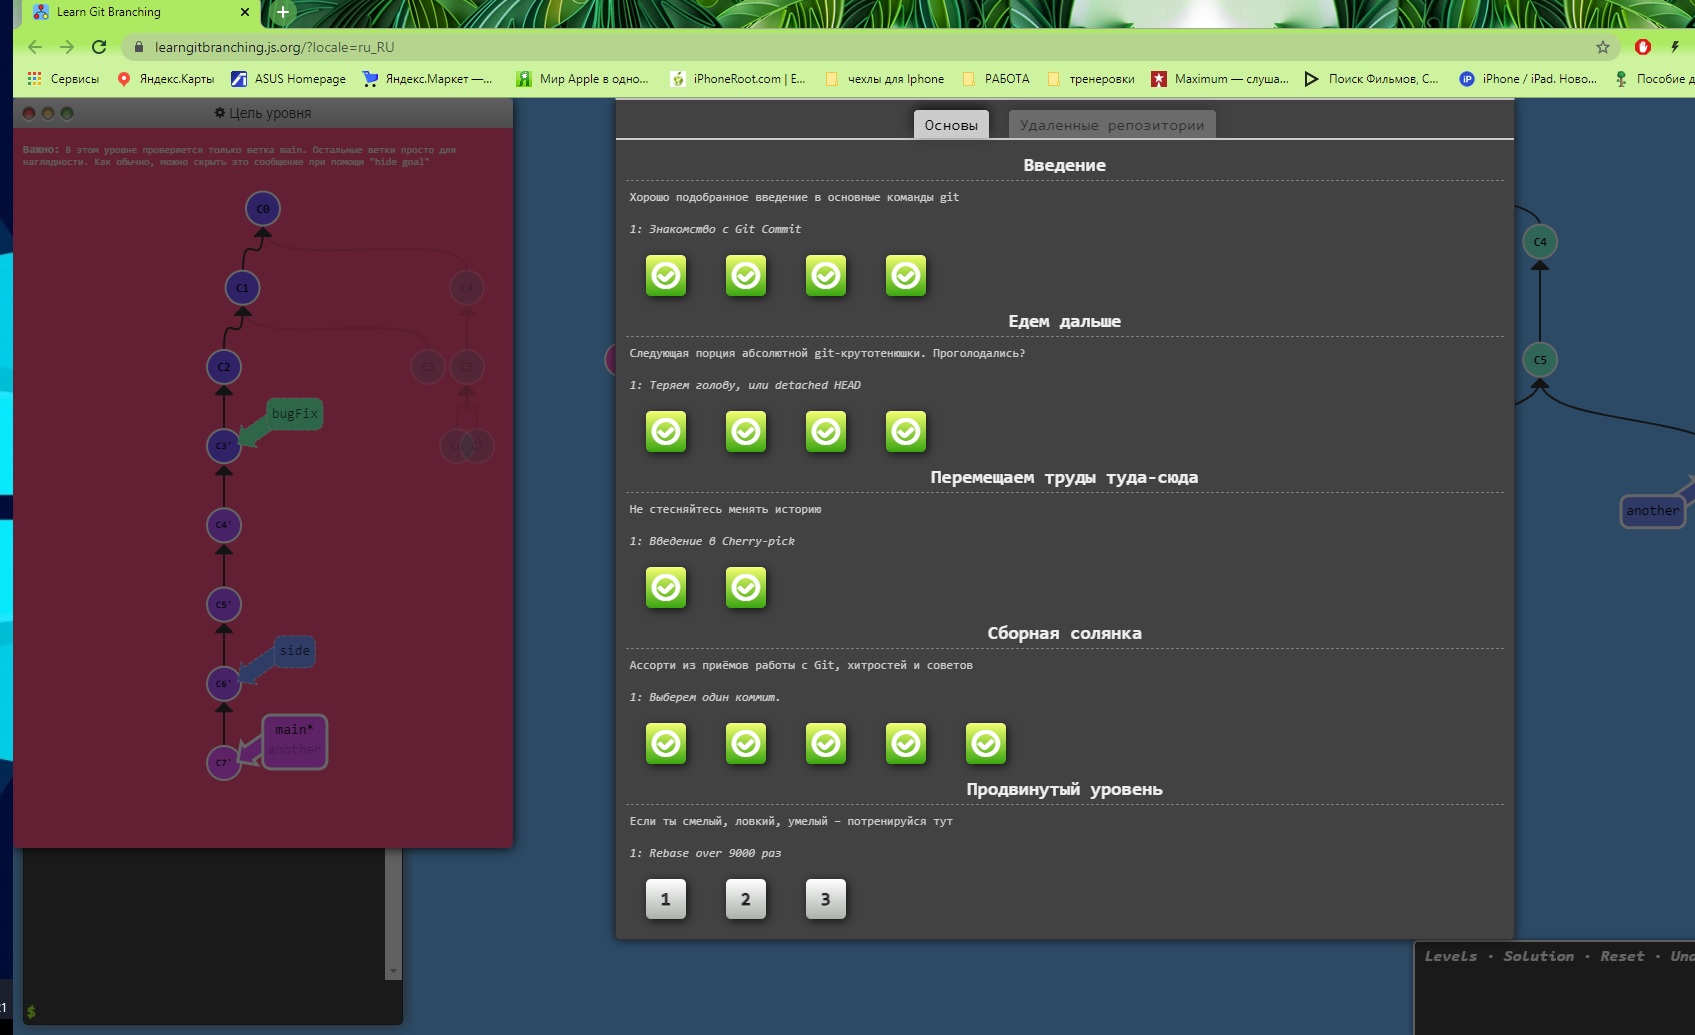 Learn Git Branching
learngitbranching.js.org/?locale=ru_RU
Сервисы
Яндекс.Карты
ASUS Homepage
Яндекс.Маркет —...
Мир Apple в одно...
iPhoneRoot.com | E...
чехлы для Iphone
РАБОТА
тренеровки
Maximum — слуша...
Поиск Фильмов, С...
iPhone / iPad. Ново...
Пособие д
Цель уровня
Важно: В этом уровне проверяется только ветка main. Остальные ветки просто для
наглядности. Как обычно, можно скрыть это сообщение при помощи "hide goal"
C0
C1
C4
C2
C3
C5
bugFix
C3'
C7
C4'
C5'
side
C6'
main*
another
C7'
$
Основы
Удаленные репозитории
Введение
Хорошо подобранное введение в основные команды git
1: Знакомство с Git Commit
Едем дальше
Следующая порция абсолютной git-крутотенюшки. Проголодались?
1: Теряем голову, или detached HEAD
Перемещаем труды туда-сюда
Не стесняйтесь менять историю
1: Введение в Cherry-pick
Сборная солянка
Ассорти из приёмов работы с Git, хитростей и советов
1: Выберем один коммит.
Продвинутый уровень
Если ты смелый, ловкий, умелый – потренируйся тут
1: Rebase over 9000 раз
1
2
3
C4
C5
another
Levels · Solution · Reset ·